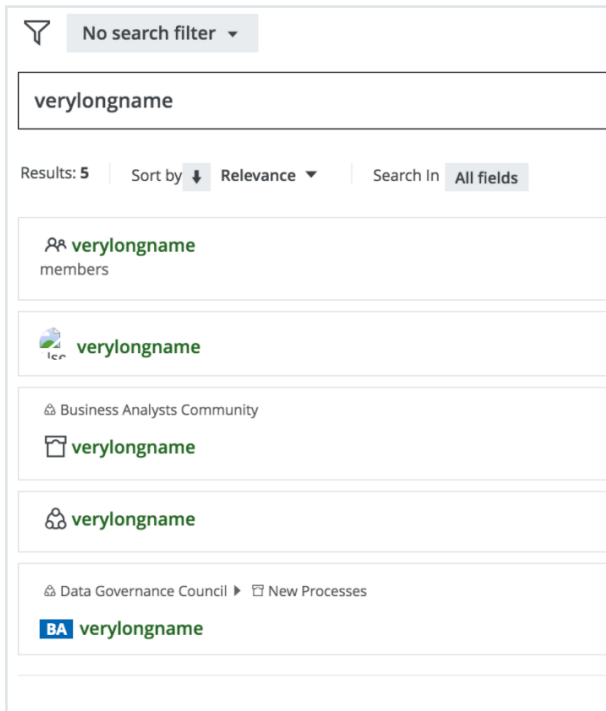 No search filter
verylongname
Results: 5 Sort by Relevance Search In All fields
verylongname
members
verylongname
Business Analysts Community
verylongname
verylongname
Data Governance Council New Processes
BA verylongname